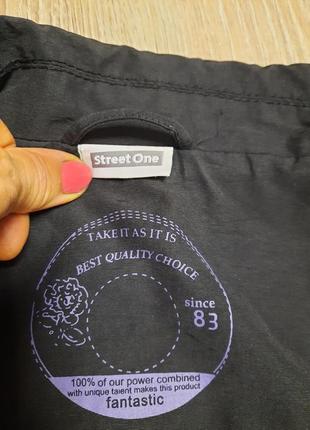 Street One
TAKE IT AS IT IS
BEST QUALITY CHOICE
since
83
100% of our power combined
with unique talent makes this product
fantastic